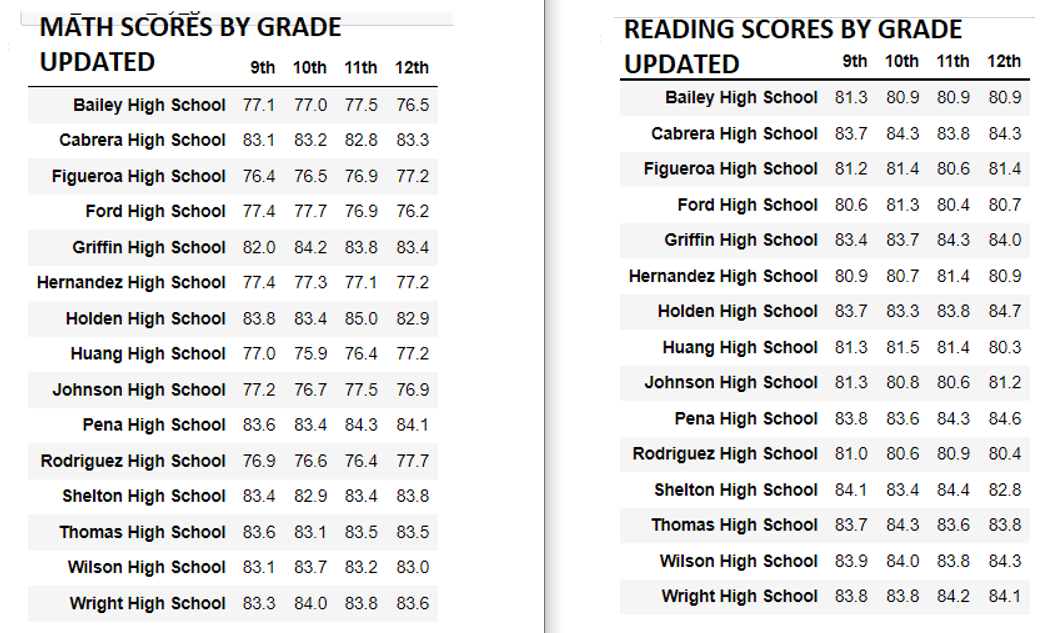 MATH SCORES BY GRADE
UPDATED
9th 10th 11th 12th
Bailey High School 77.1 77.0 77.5 76.5
Cabrera High School 83.1 83.2 82.8 83.3
Figueroa High School 76.4 76.5 76.9 77.2
Ford High School 77.4 77.7 76.9 76.2
Griffin High School 82.0 84.2 83.8 83.4
Hernandez High School 77.4 77.3 77.1 77.2
Holden High School 83.8 83.4 85.0 82.9
Huang High School 77.0 75.9 76.4 77.2
Johnson High School 77.2 76.7 77.5 76.9
Pena High School 83.6 83.4 84.3 84.1
Rodriguez High School 76.9 76.6 76.4 77.7
Shelton High School 83.4 82.9 83.4 83.8
Thomas High School 83.6 83.1 83.5 83.5
Wilson High School 83.1 83.7 83.2 83.0
Wright High School 83.3 84.0 83.8 83.6
READING SCORES BY GRADE
UPDATED
9th 10th 11th 12th
Bailey High School 81.3 80.9 80.9 80.9
Cabrera High School 83.7 84.3 83.8 84.3
Figueroa High School 81.2 81.4 80.6 81.4
Ford High School 80.6 81.3 80.4 80.7
Griffin High School 83.4 83.7 84.3 84.0
Hernandez High School 80.9 80.7 81.4 80.9
Holden High School 83.7 83.3 83.8 84.7
Huang High School 81.3 81.5 81.4 80.3
Johnson High School 81.3 80.8 80.6 81.2
Pena High School 83.8 83.6 84.3 84.6
Rodriguez High School 81.0 80.6 80.9 80.4
Shelton High School 84.1 83.4 84.4 82.8
Thomas High School 83.7 84.3 83.6 83.8
Wilson High School 83.9 84.0 83.8 84.3
Wright High School 83.8 83.8 84.2 84.1